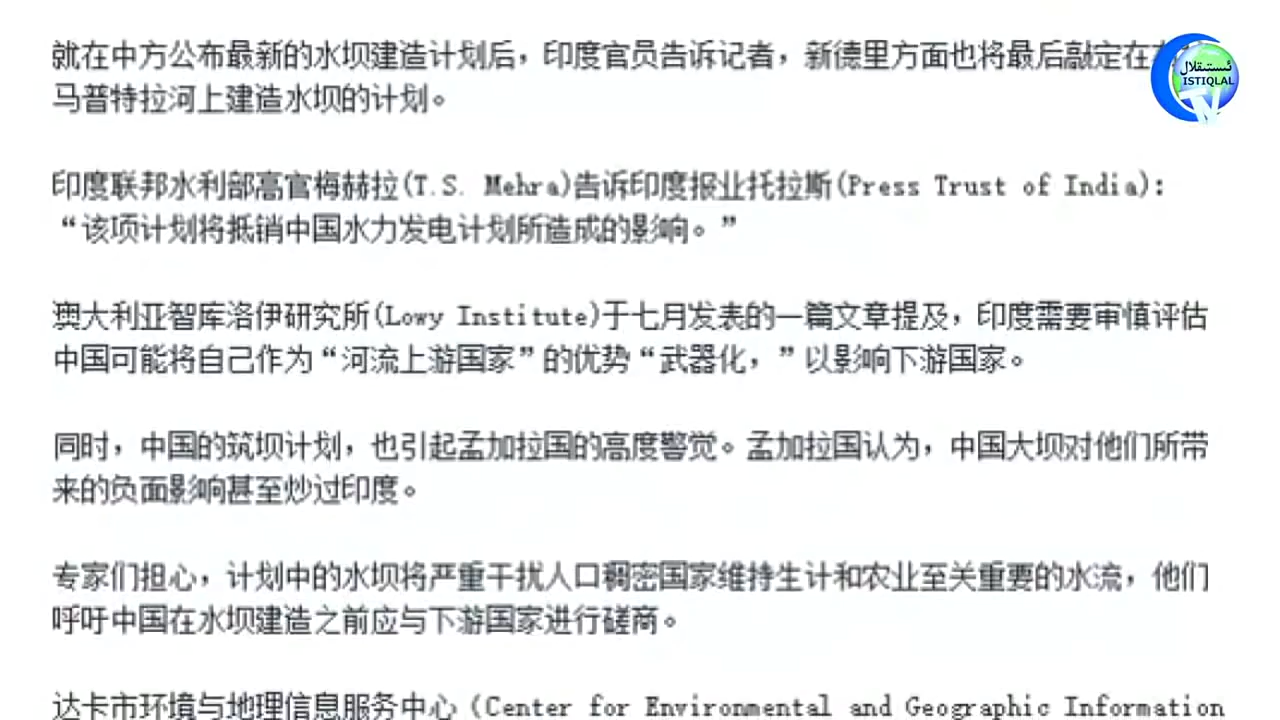 就在中方公布最新的水坝建造计划后，印度官员告诉记者，新德里方面也将最后敲定在
马普特拉河上建造水坝的计划。
印度联邦水利部高官梅赫拉(T.S. Mehra)告诉印度报业托拉斯(Press Trust of India)：
“该项计划将抵销中国水力发电计划所造成的影响。”
澳大利亚智库洛伊研究所(Lowy Institute)于七月发表的一篇文章提及，印度需要审慎评估
中国可能将自己作为“河流上游国家”的优势“武器化，”以影响下游国家。
同时，中国的筑坝计划，也引起孟加拉国的高度警觉。孟加拉国认为，中国大坝对他们所带
来的负面影响甚至炒过印度。
专家们担心，计划中的水坝将严重干扰人口稠密国家维持生计和农业至关重要的水流，他们
呼吁中国在水坝建造之前应与下游国家进行磋商。
达卡市环境与地理信息服务中心（Center for Environmental and Geographic Information
ئىستىقلال
ISTIQLAL
TV